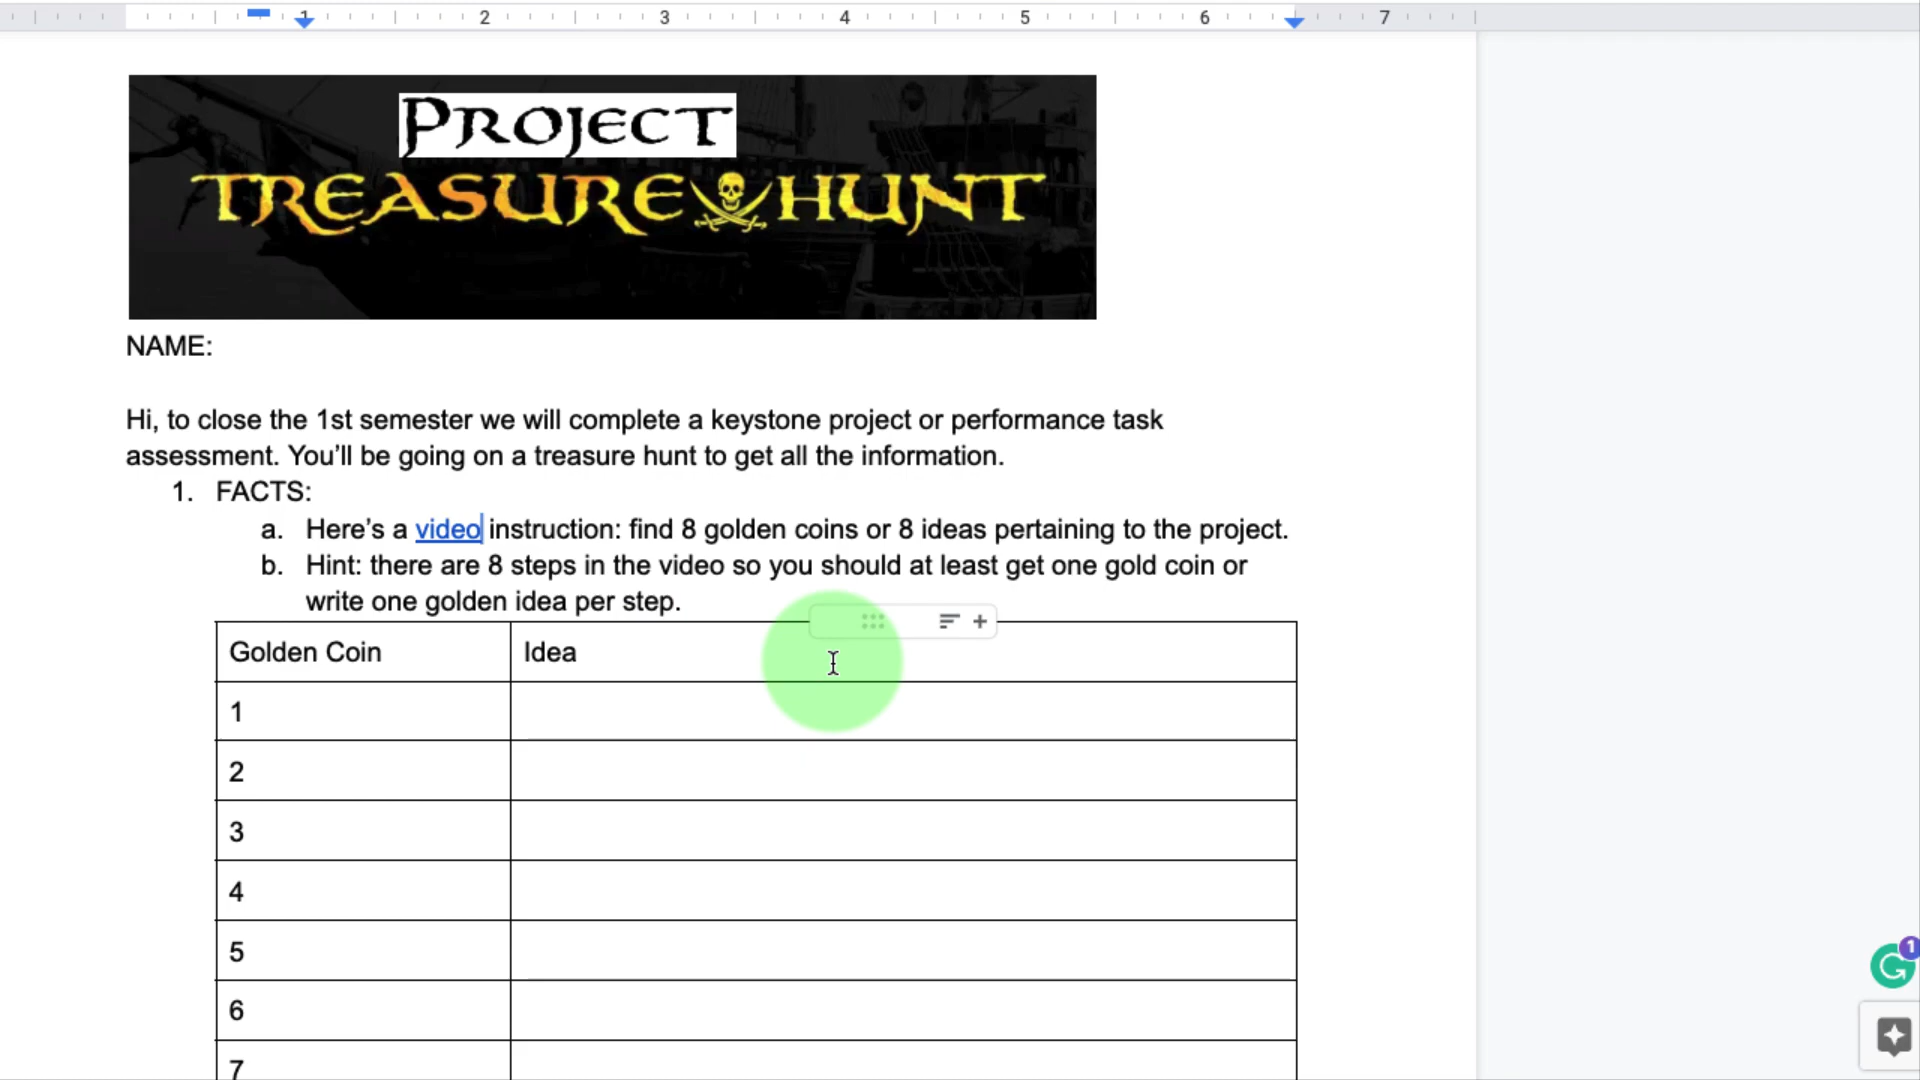 1 2 3 4 5 6 7
PROJECT
TREASURE HUNT
NAME:
Hi, to close the 1st semester we will complete a keystone project or performance task
assessment. You’ll be going on a treasure hunt to get all the information.
1. FACTS:
a. Here’s a video instruction: find 8 golden coins or 8 ideas pertaining to the project.
b. Hint: there are 8 steps in the video so you should at least get one gold coin or
write one golden idea per step.
Golden Coin Idea
1
2
3
4
5
6
7
1